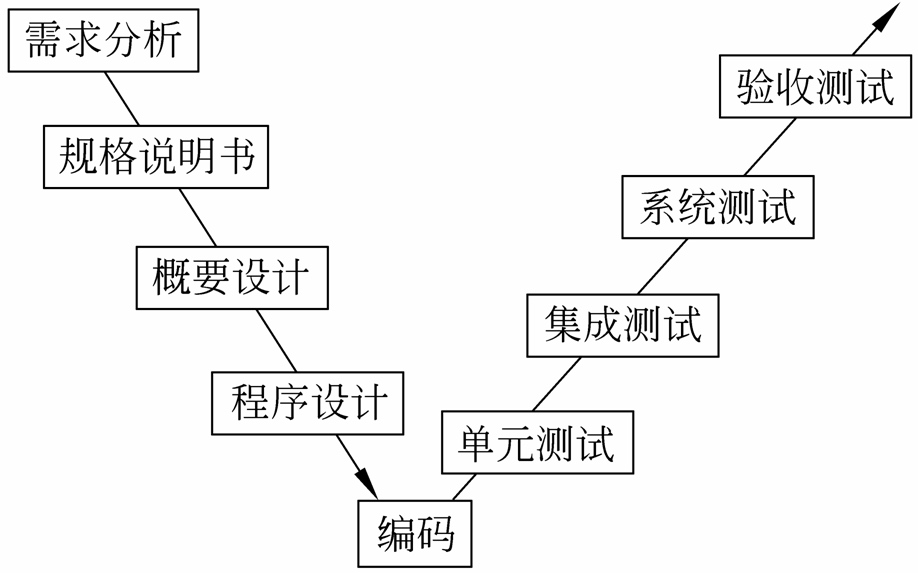 需求分析
规格说明书
概要设计
程序设计
编码
单元测试
集成测试
系统测试
验收测试